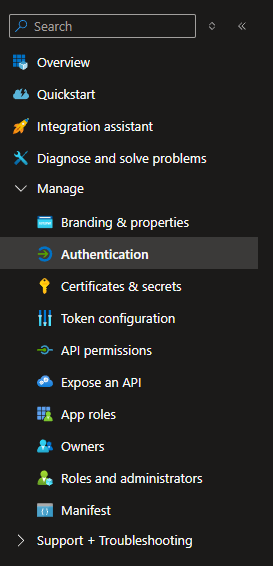 Search
Overview
Quickstart
Integration assistant
Diagnose and solve problems
Manage
Branding & properties
Authentication
Certificates & secrets
Token configuration
API permissions
Expose an API
App roles
Owners
Roles and administrators
Manifest
Support + Troubleshooting